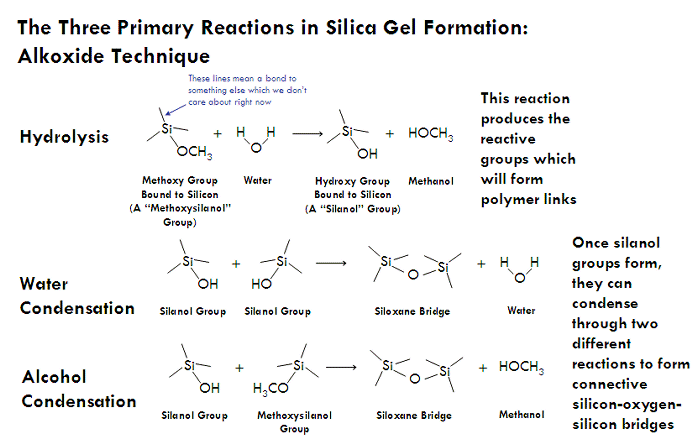 The Three Primary Reactions in Silica Gel Formation:
Alkoxide Technique
These lines mean a bond to
something else which we don't
care about right now
Hydrolysis
Si
OCH3
+
H H
O
Si
OH
+
HOCH3
Methoxy Group
Bound to Silicon
(A "Methoxysilanol"
Group)
Water
Hydroxy Group
Bound to Silicon
(A "Silanol" Group)
Methanol
This reaction
produces the
reactive
groups which
will form
polymer links
Water
Condensation
Si
OH
+
Si
HO
Si
O
Si
+
H H
O
Silanol Group
Silanol Group
Siloxane Bridge
Water
Alcohol
Condensation
Si
OH
+
Si
H3CO
Si
O
Si
+
HOCH3
Silanol Group
Methoxysilanol
Group
Siloxane Bridge
Methanol
Once silanol
groups form,
they can
condense
through two
different
reactions to form
connective
silicon-oxygen-
silicon bridges